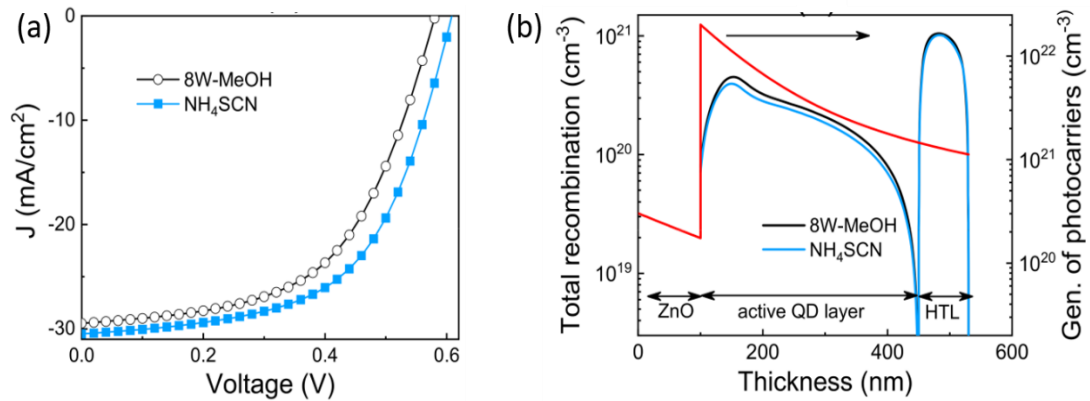 (a)
0
-10
-20
-30
J (mA/cm²)
8W-MeOH
NH₄SCN
0.0
0.2
0.4
0.6
Voltage (V)
(b)
10²¹
10²⁰
10¹⁹
Total recombination (cm⁻³)
10²²
10²¹
10²⁰
Gen. of photocarriers (cm⁻³)
8W-MeOH
NH₄SCN
ZnO
active QD layer
HTL
0
200
400
600
Thickness (nm)